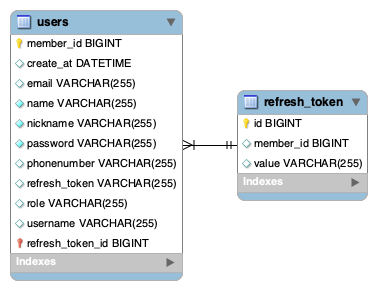 users
member_id BIGINT
create_at DATETIME
email VARCHAR(255)
name VARCHAR(255)
nickname VARCHAR(255)
password VARCHAR(255)
phonenumber VARCHAR(255)
refresh_token VARCHAR(255)
role VARCHAR(255)
username VARCHAR(255)
refresh_token_id BIGINT
Indexes
refresh_token
id BIGINT
member_id BIGINT
value VARCHAR(255)
Indexes